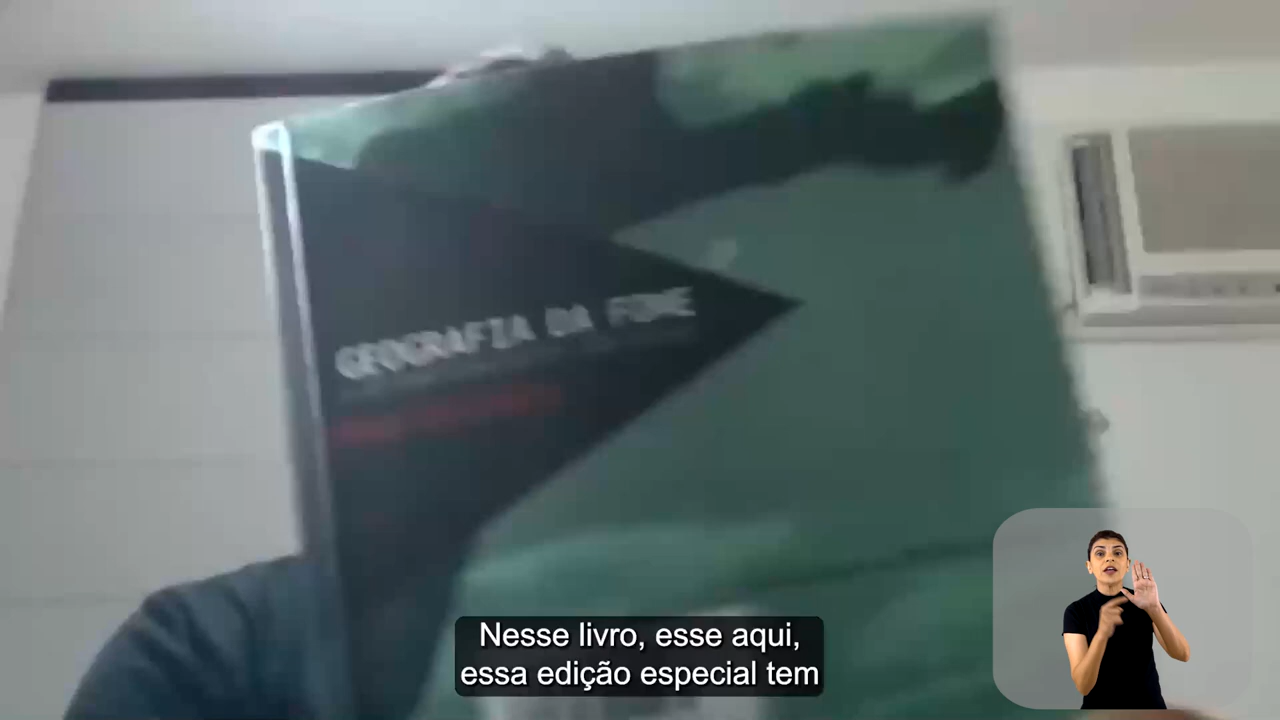 GEOGRAFIA DA FOME
Nesse livro, esse aqui,
essa edição especial tem